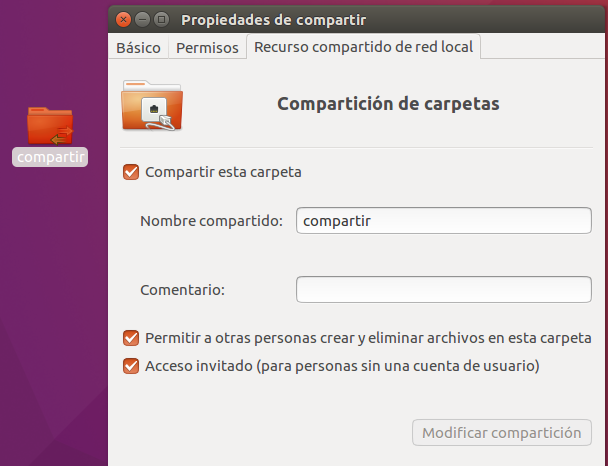 Propiedades de compartir
Básico Permisos Recurso compartido de red local
compartir
Compartición de carpetas
Compartir esta carpeta
Nombre compartido: compartir
Comentario:
Permitir a otras personas crear y eliminar archivos en esta carpeta
Acceso invitado (para personas sin una cuenta de usuario)
Modificar compartición